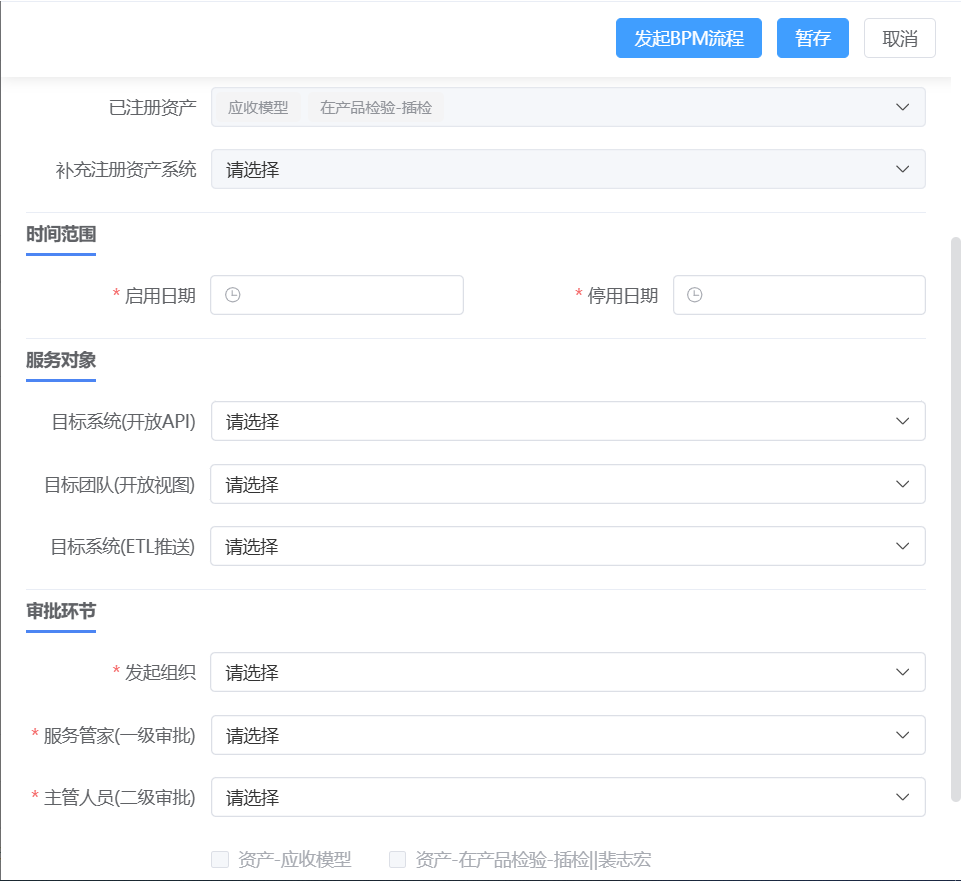 发起BPM流程 暂存 取消
已注册资产 应收模型 在产品检验-插检
补充注册资产系统 请选择
时间范围
* 启用日期 * 停用日期
服务对象
目标系统(开放API) 请选择
目标团队(开放视图) 请选择
目标系统(ETL推送) 请选择
审批环节
* 发起组织 请选择
* 服务管家(一级审批) 请选择
* 主管人员(二级审批) 请选择
资产-应收模型 资产-在产品检验-插检||裴志宏